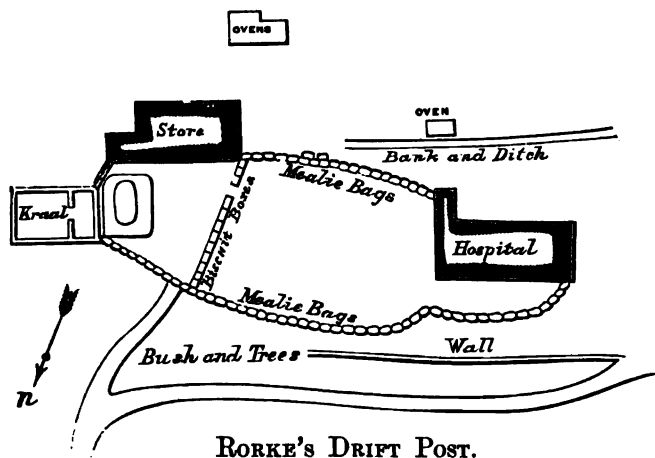 OVENS
Store
OVEN
Bank and Ditch
Mealie Bags
Kraal
Biscuit Boxes
Hospital
Mealie Bags
Wall
Bush and Trees
n
RORKE'S DRIFT POST.